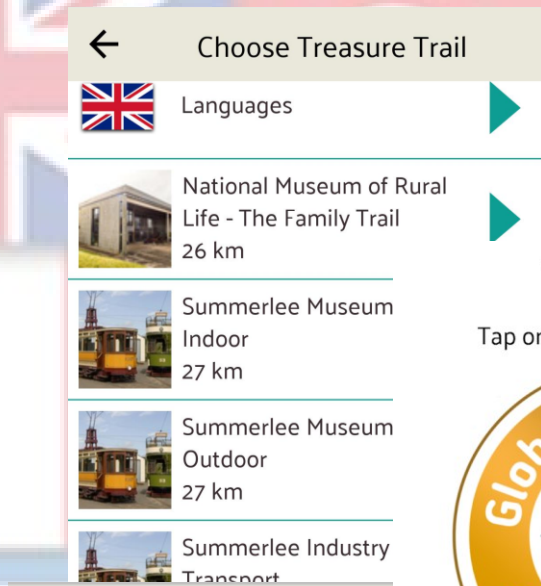 Choose Treasure Trail
Languages
National Museum of Rural
Life - The Family Trail
26 km
Summerlee Museum
Indoor
27 km
Summerlee Museum
Outdoor
27 km
Summerlee Industry
Transport
Tap